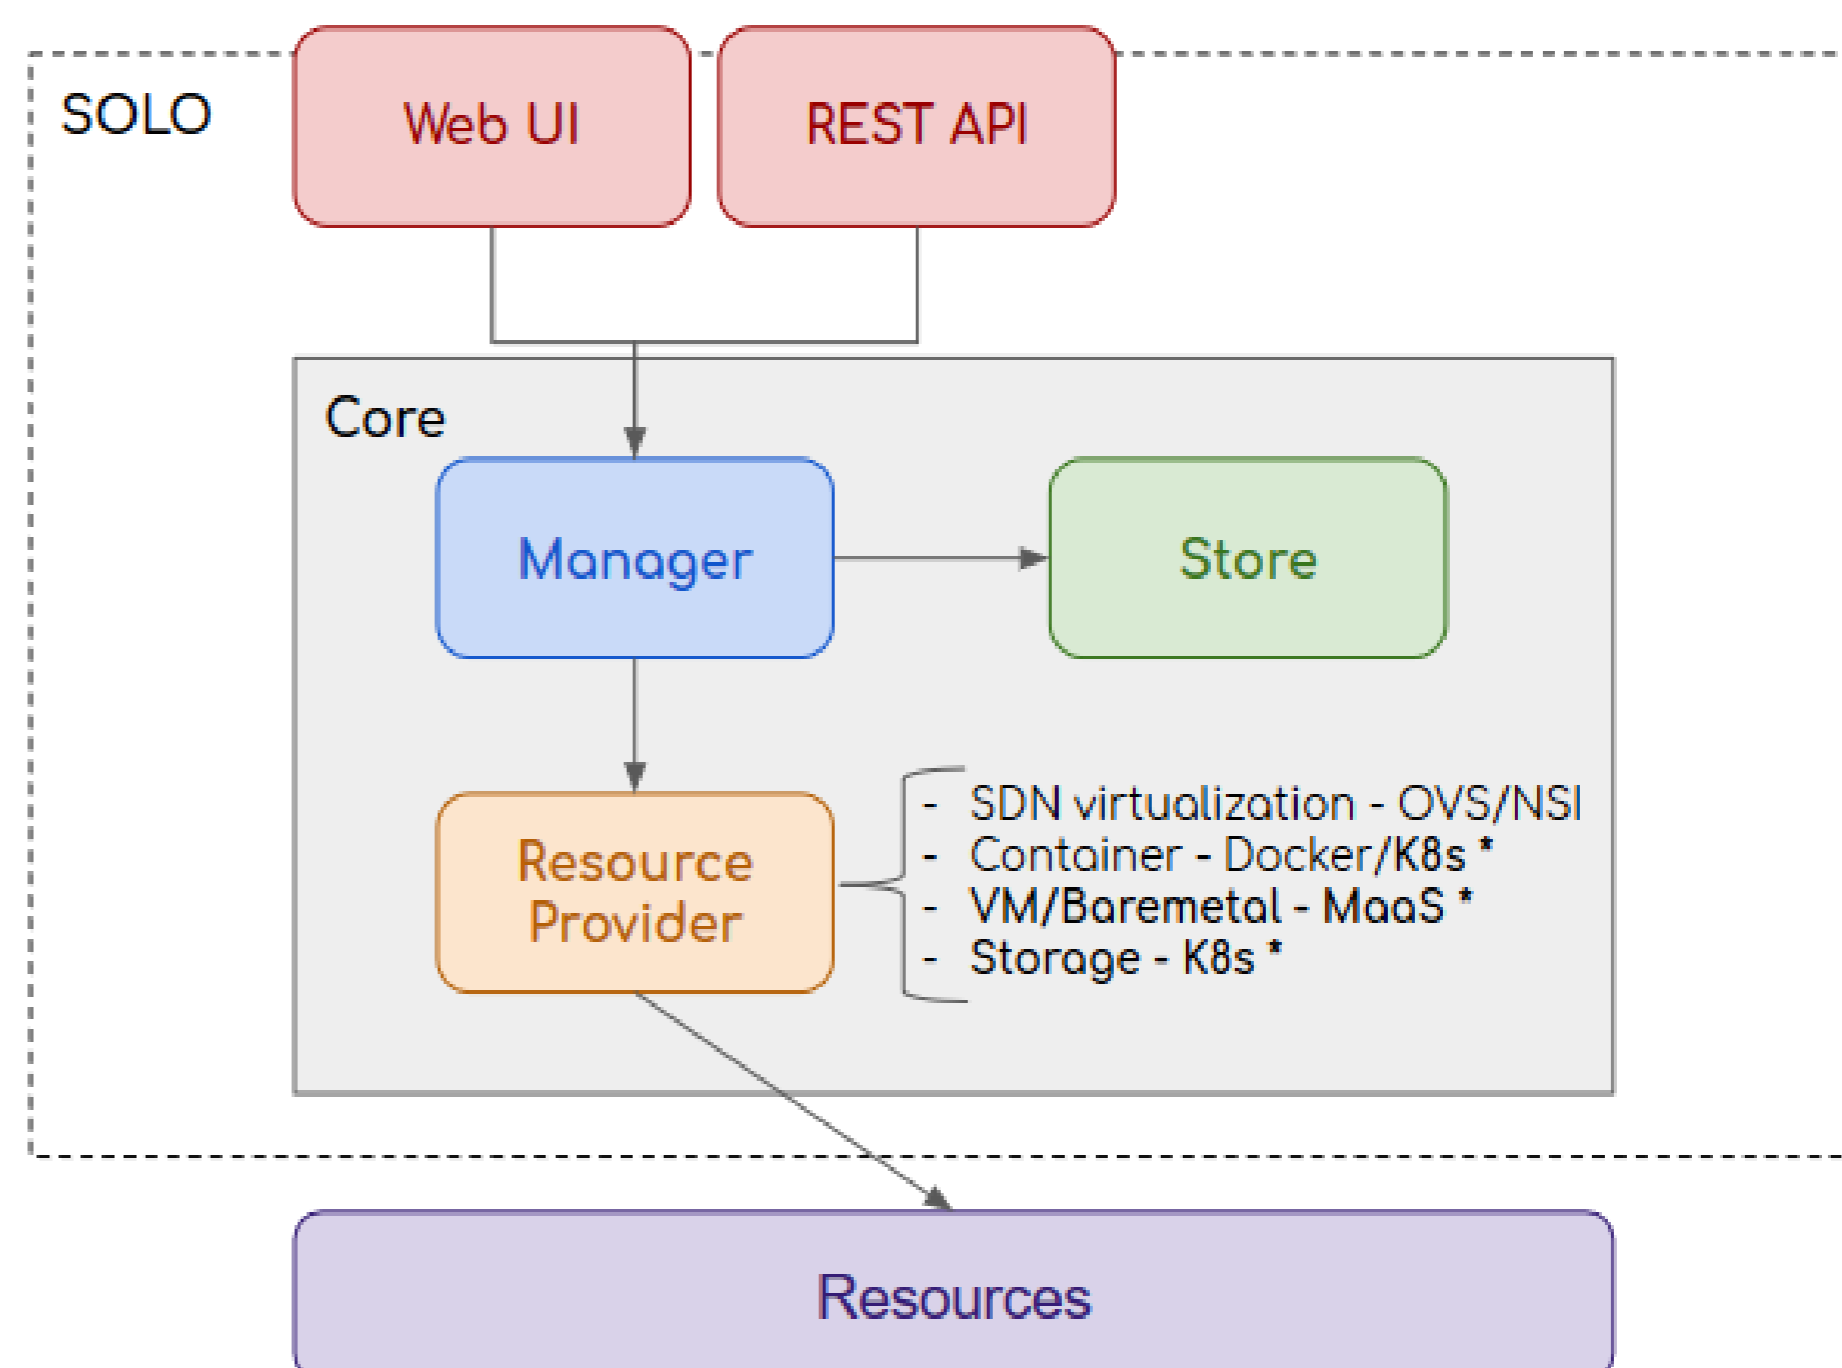 SOLO
Web UI
REST API
Core
Manager
Store
Resource
Provider
- SDN virtualization - OVS/NSI
- Container - Docker/K8s *
- VM/Baremetal - MaaS *
- Storage - K8s *
Resources